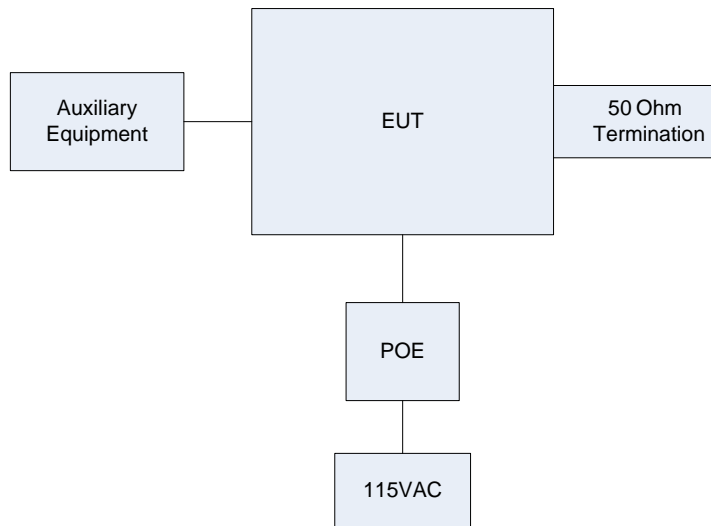 Auxiliary
Equipment
EUT
50 Ohm
Termination
POE
115VAC